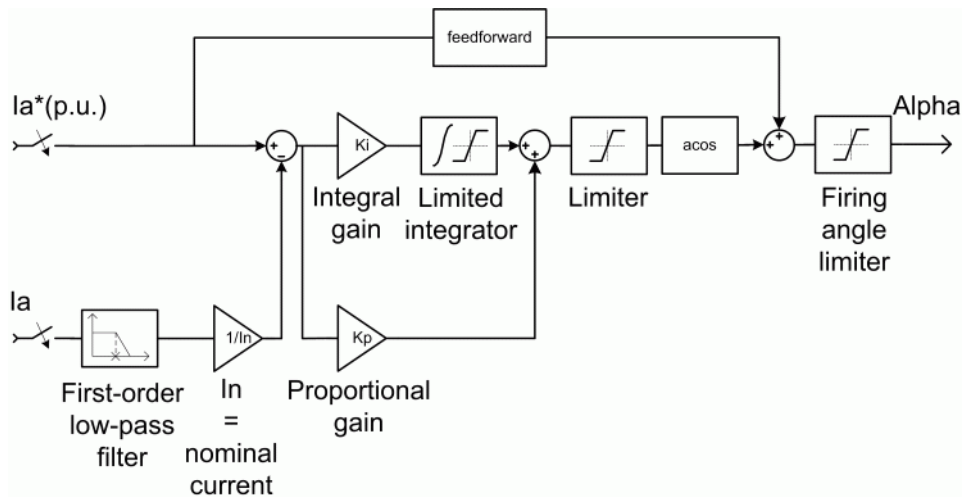 feedforward
Ia*(p.u.)
Alpha
+
−
Ki
+
+
acos
+
+
Integral
gain
Limited
integrator
Limiter
Firing
angle
limiter
Ia
1/In
Kp
First-order
low-pass
filter
In
=
nominal
current
Proportional
gain